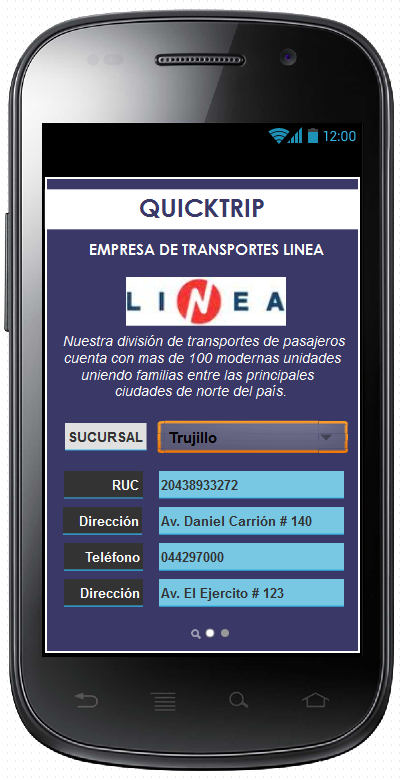 12:00
QUICKTRIP
EMPRESA DE TRANSPORTES LINEA
LINEA
Nuestra división de transportes de pasajeros
cuenta con mas de 100 modernas unidades
uniendo familias entre las principales
ciudades de norte del país.
SUCURSAL Trujillo
RUC 20438933272
Dirección Av. Daniel Carrión # 140
Teléfono 044297000
Dirección Av. El Ejercito # 123